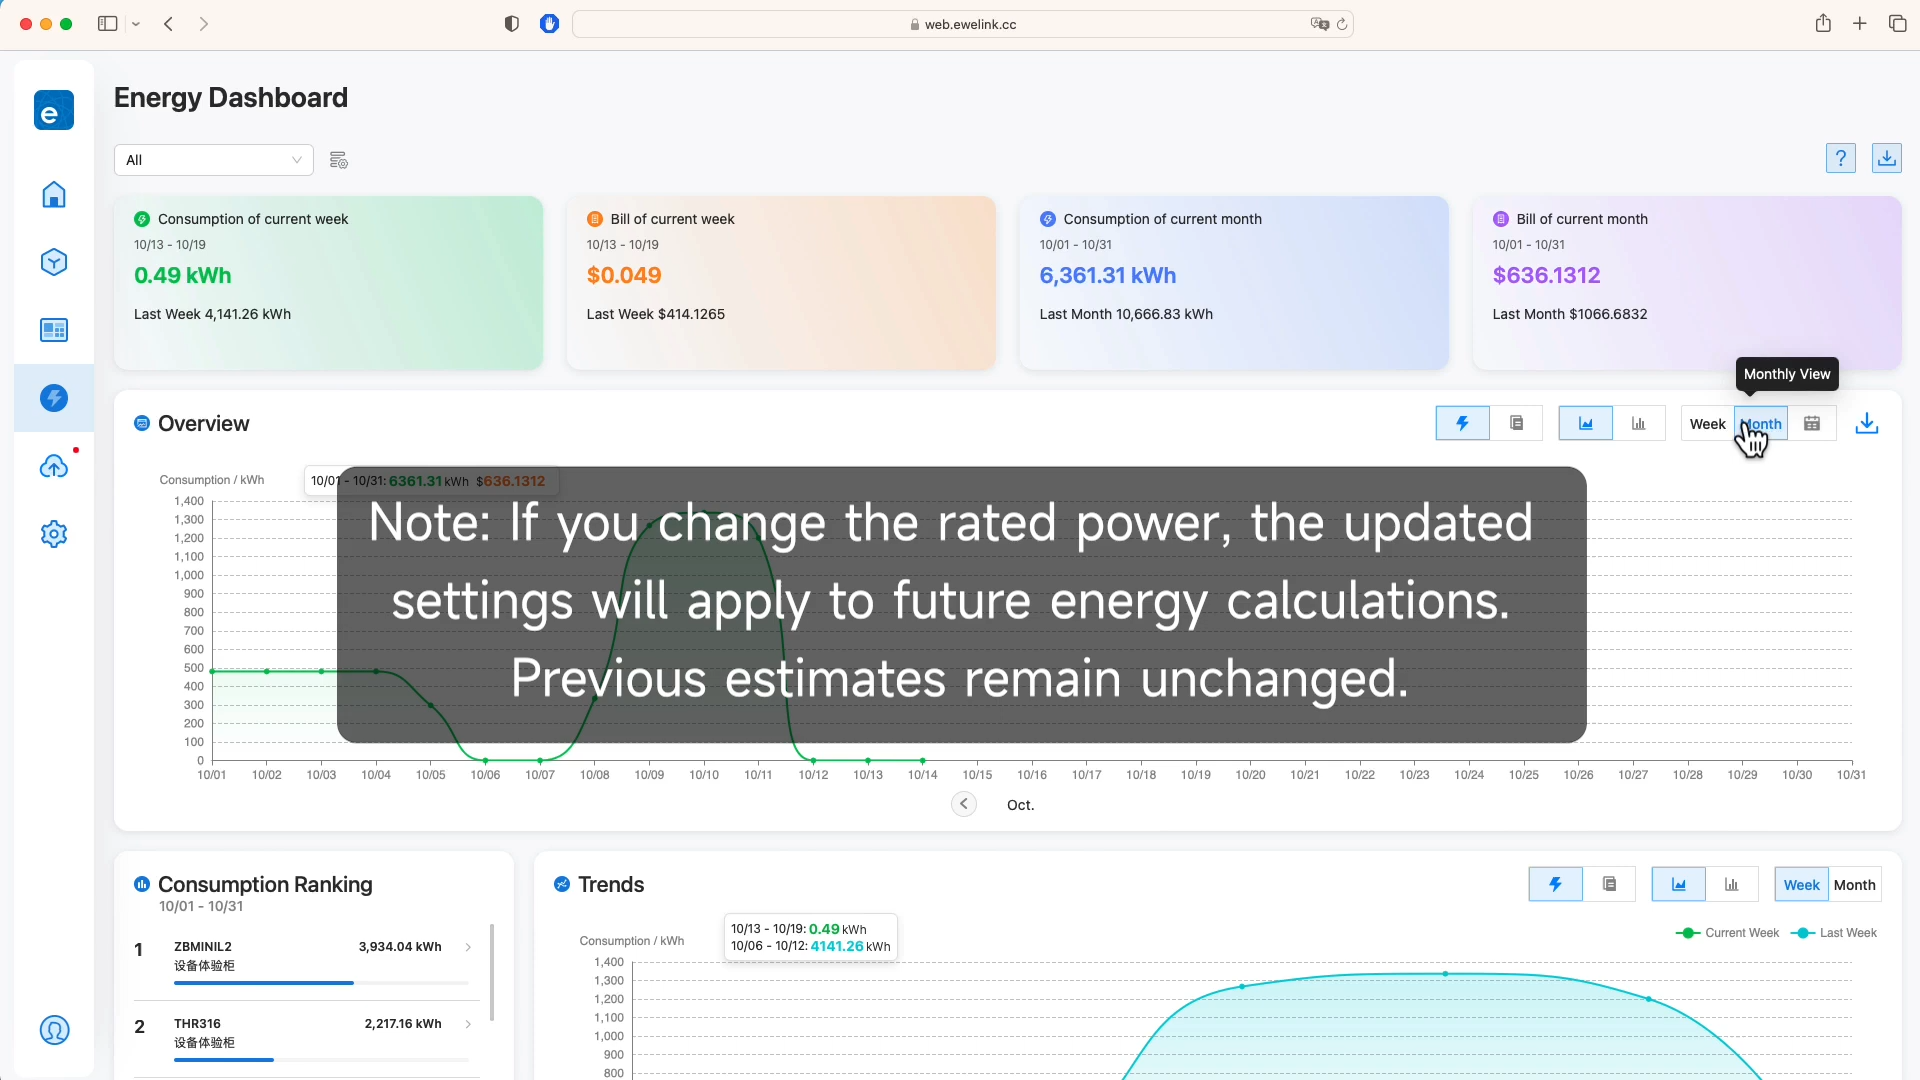 web.ewelink.cc
Energy Dashboard
All
?
Consumption of current week
10/13 - 10/19
0.49 kWh
Last Week 4,141.26 kWh
Bill of current week
10/13 - 10/19
$0.049
Last Week $414.1265
Consumption of current month
10/01 - 10/31
6,361.31 kWh
Last Month 10,666.83 kWh
Bill of current month
10/01 - 10/31
$636.1312
Last Month $1066.6832
Monthly View
Overview
Week Month
Consumption / kWh
10/01 - 10/31: 6361.31 kWh $636.1312
Note: If you change the rated power, the updated
settings will apply to future energy calculations.
Previous estimates remain unchanged.
1,400
1,300
1,200
1,100
1,000
900
800
700
600
500
400
300
200
100
0
10/01 10/02 10/03 10/04 10/05 10/06 10/07 10/08 10/09 10/10 10/11 10/12 10/13 10/14 10/15 10/16 10/17 10/18 10/19 10/20 10/21 10/22 10/23 10/24 10/25 10/26 10/27 10/28 10/29 10/30 10/31
Oct.
Consumption Ranking
10/01 - 10/31
1 ZBMINIL2 3,934.04 kWh
设备体验柜
2 THR316 2,217.16 kWh
设备体验柜
Trends
Week Month
Consumption / kWh
10/13 - 10/19: 0.49 kWh
10/06 - 10/12: 4141.26 kWh
Current Week Last Week
1,400
1,300
1,200
1,100
1,000
900
800